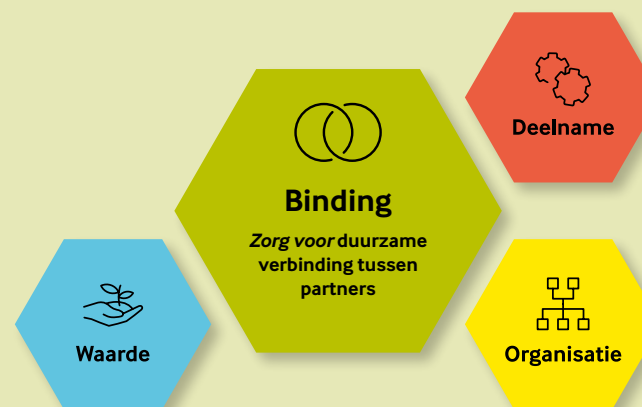 Deelname
Binding
Zorg voor duurzame
verbinding tussen
partners
Waarde
Organisatie